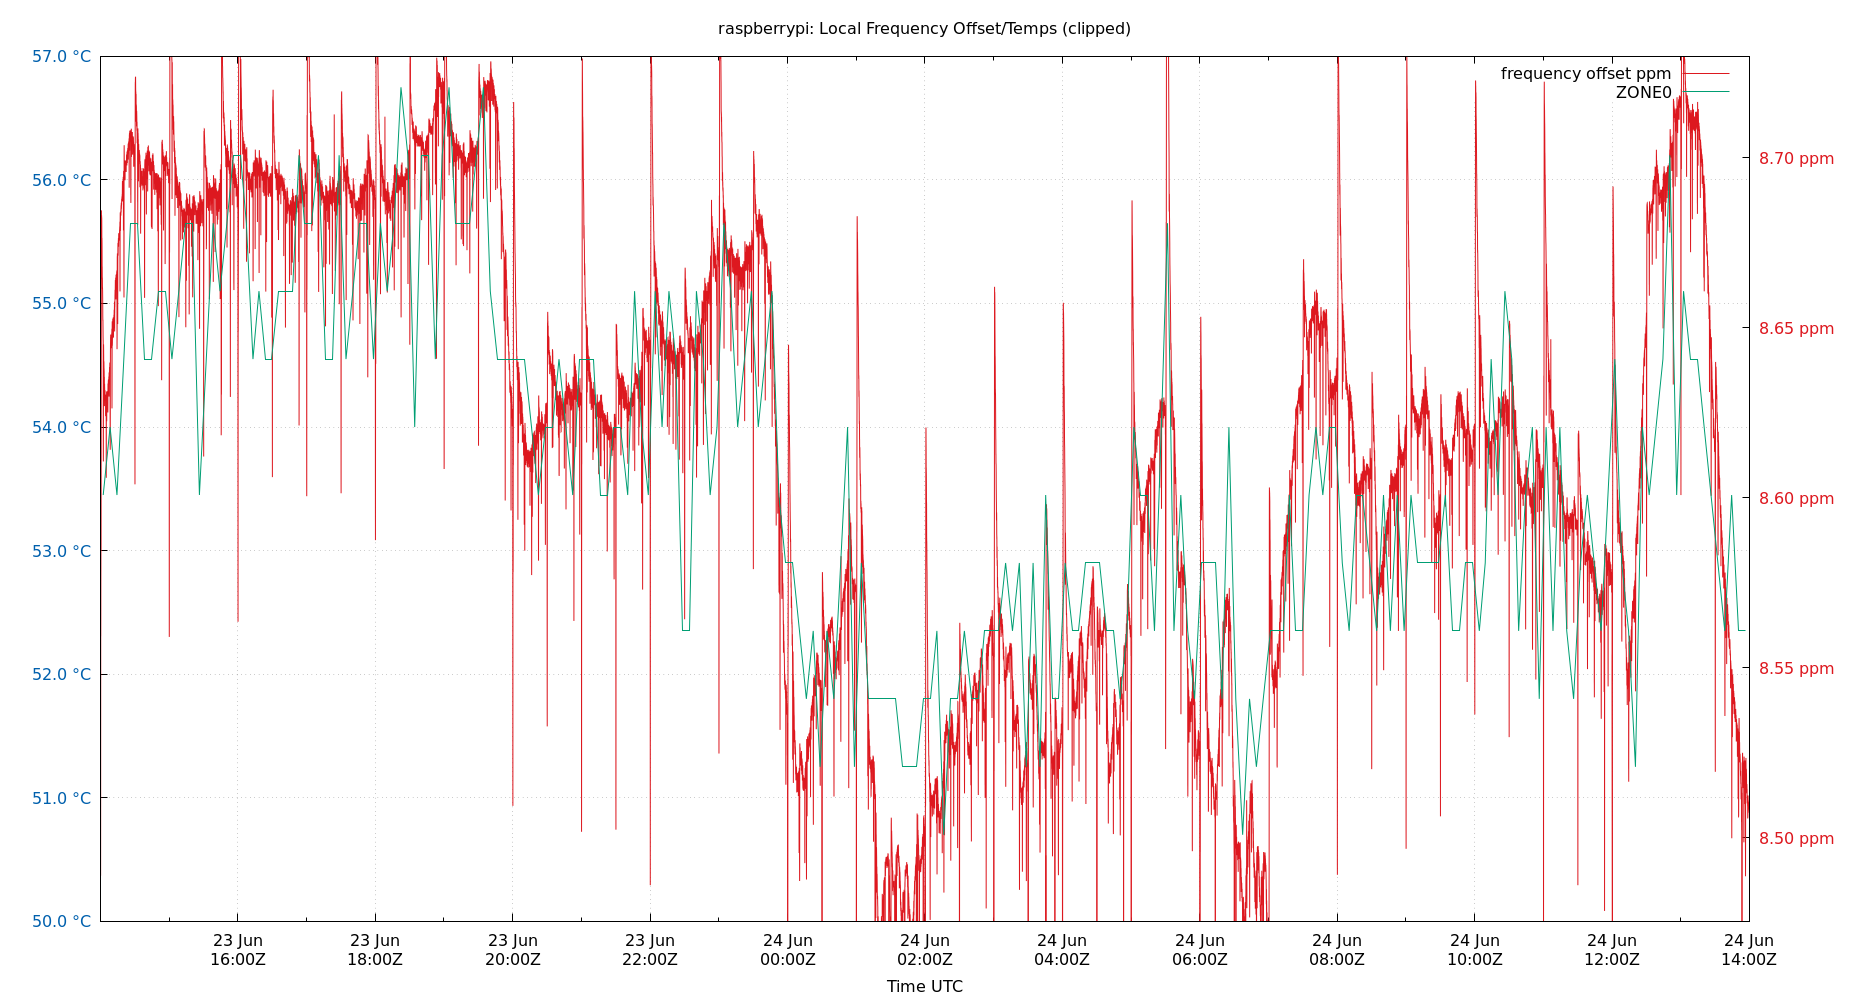 raspberrypi: Local Frequency Offset/Temps (clipped)
frequency offset ppm
ZONE0
57.0 °C
56.0 °C
55.0 °C
54.0 °C
53.0 °C
52.0 °C
51.0 °C
50.0 °C
8.70 ppm
8.65 ppm
8.60 ppm
8.55 ppm
8.50 ppm
23 Jun 23 Jun 23 Jun 23 Jun 24 Jun 24 Jun 24 Jun 24 Jun 24 Jun 24 Jun 24 Jun 24 Jun
16:00Z 18:00Z 20:00Z 22:00Z 00:00Z 02:00Z 04:00Z 06:00Z 08:00Z 10:00Z 12:00Z 14:00Z
Time UTC